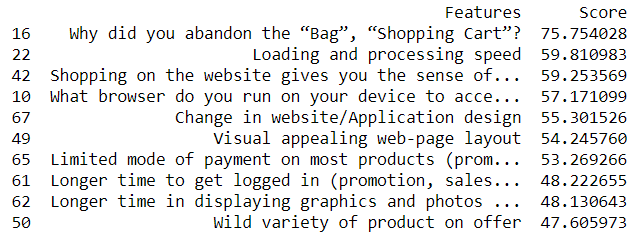 Features Score
16 Why did you abandon the “Bag”, “Shopping Cart”? 75.754028
22 Loading and processing speed 59.810983
42 Shopping on the website gives you the sense of... 59.253569
10 What browser do you run on your device to acce... 57.171099
67 Change in website/Application design 55.301526
49 Visual appealing web-page layout 54.245760
65 Limited mode of payment on most products (prom... 53.269266
61 Longer time to get logged in (promotion, sales... 48.222655
62 Longer time in displaying graphics and photos ... 48.130643
50 Wild variety of product on offer 47.605973